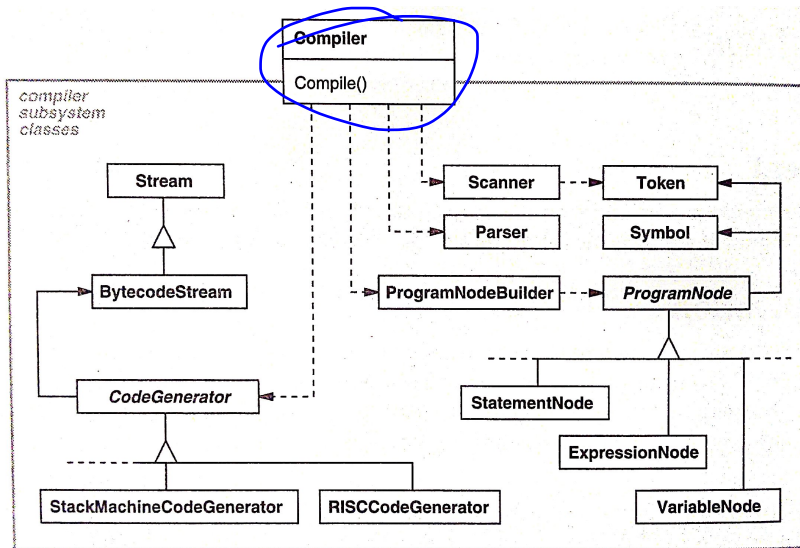 Compiler
Compile()
compiler
subsystem
classes
Stream
Scanner
Token
Parser
Symbol
BytecodeStream
ProgramNodeBuilder
ProgramNode
CodeGenerator
StatementNode
ExpressionNode
StackMachineCodeGenerator
RISCCodeGenerator
VariableNode